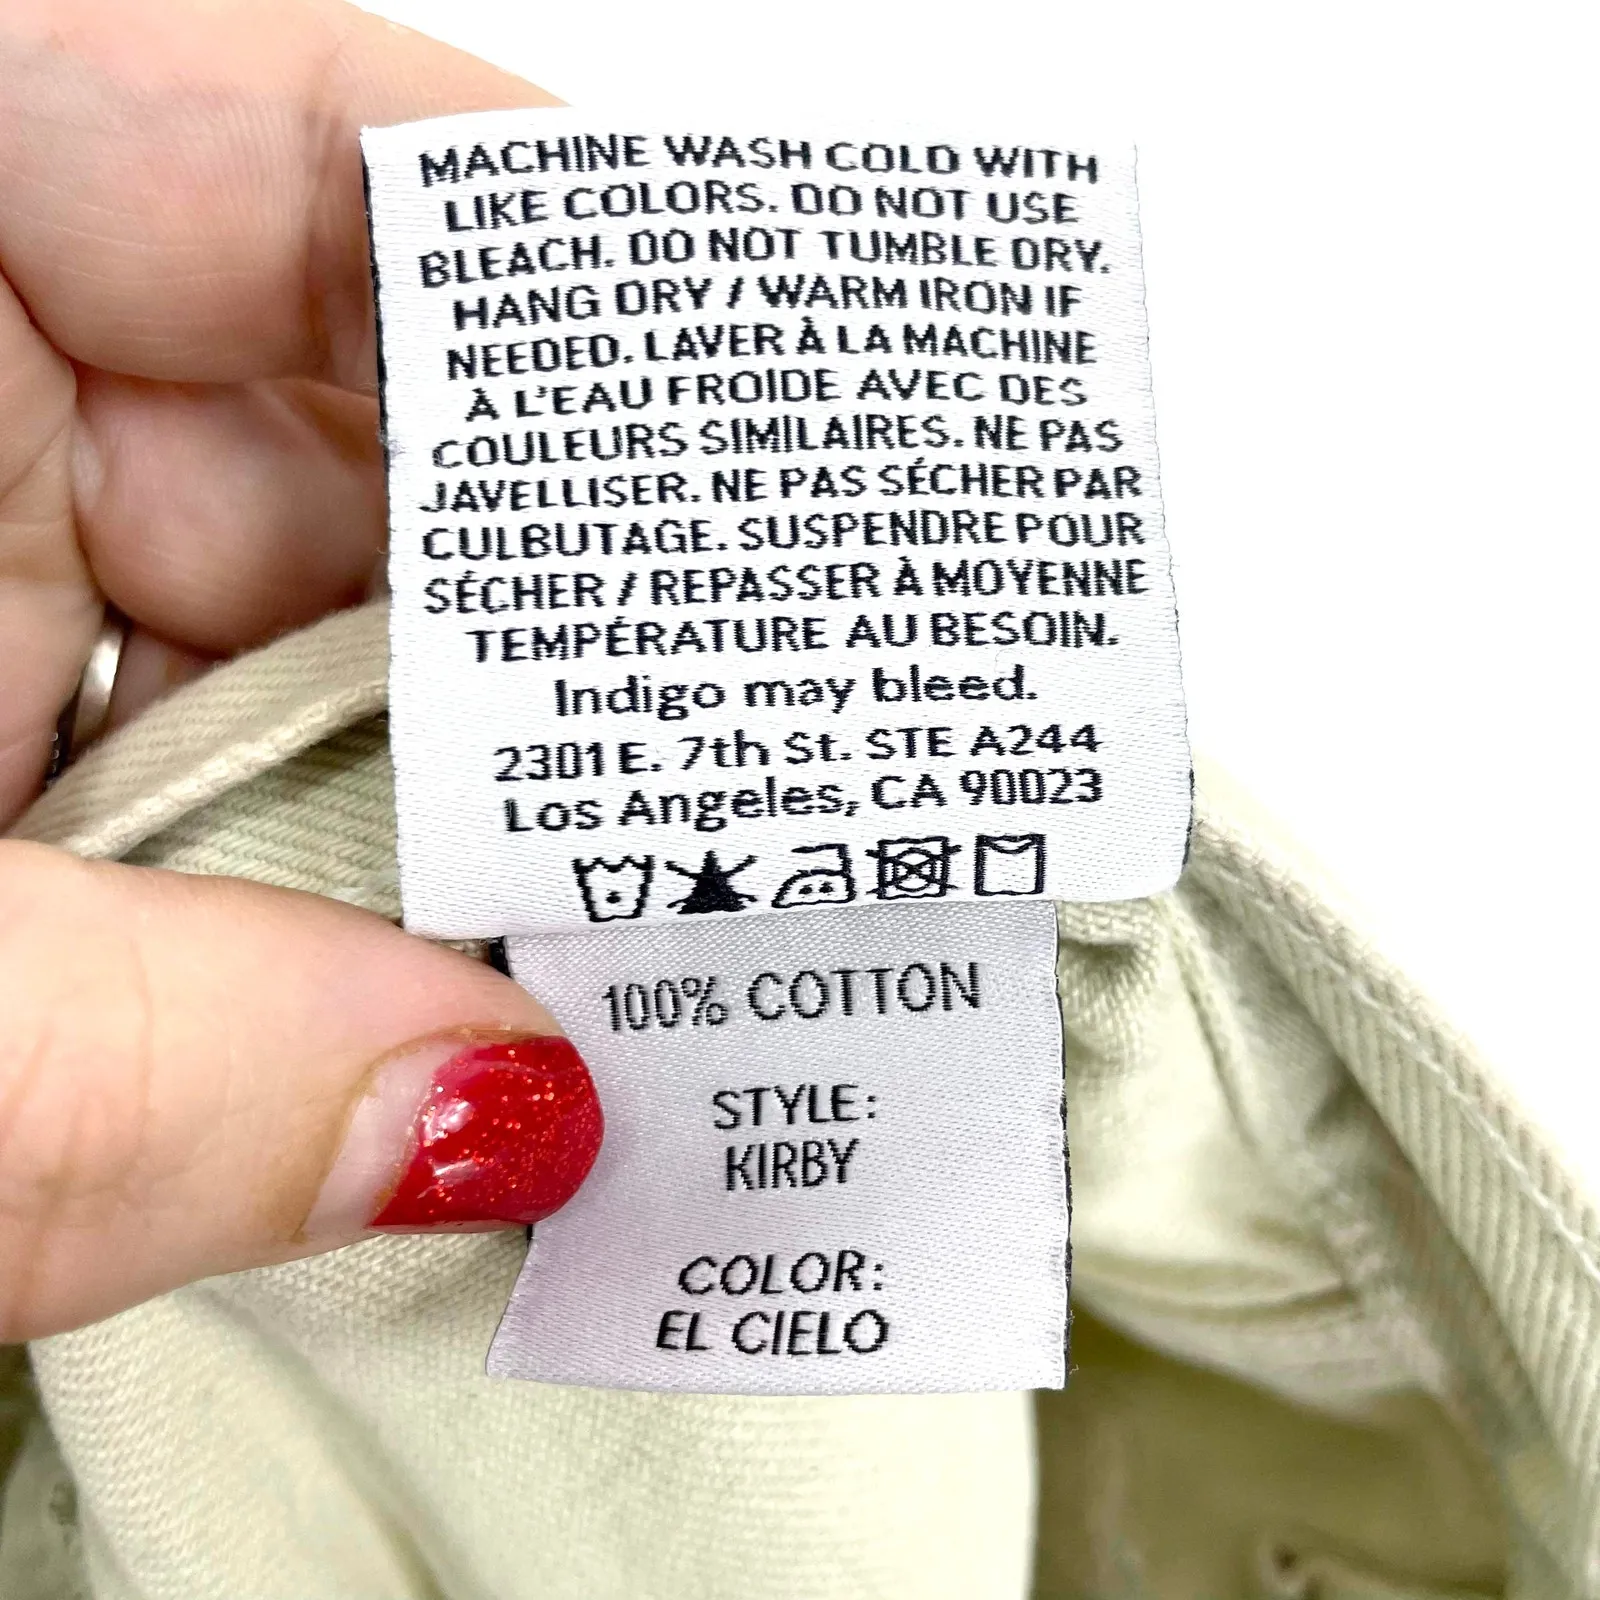 MACHINE WASH COLD WITH
LIKE COLORS. DO NOT USE
BLEACH. DO NOT TUMBLE DRY.
HANG DRY / WARM IRON IF
NEEDED. LAVER À LA MACHINE
À L'EAU FROIDE AVEC DES
COULEURS SIMILAIRES. NE PAS
JAVELLISER. NE PAS SÉCHER PAR
CULBUTAGE. SUSPENDRE POUR
SÉCHER / REPASSER À MOYENNE
TEMPÉRATURE AU BESOIN.
Indigo may bleed.
2301 E. 7th St. STE A244
Los Angeles, CA 90023
100% COTTON
STYLE:
KIRBY
COLOR:
EL CIELO